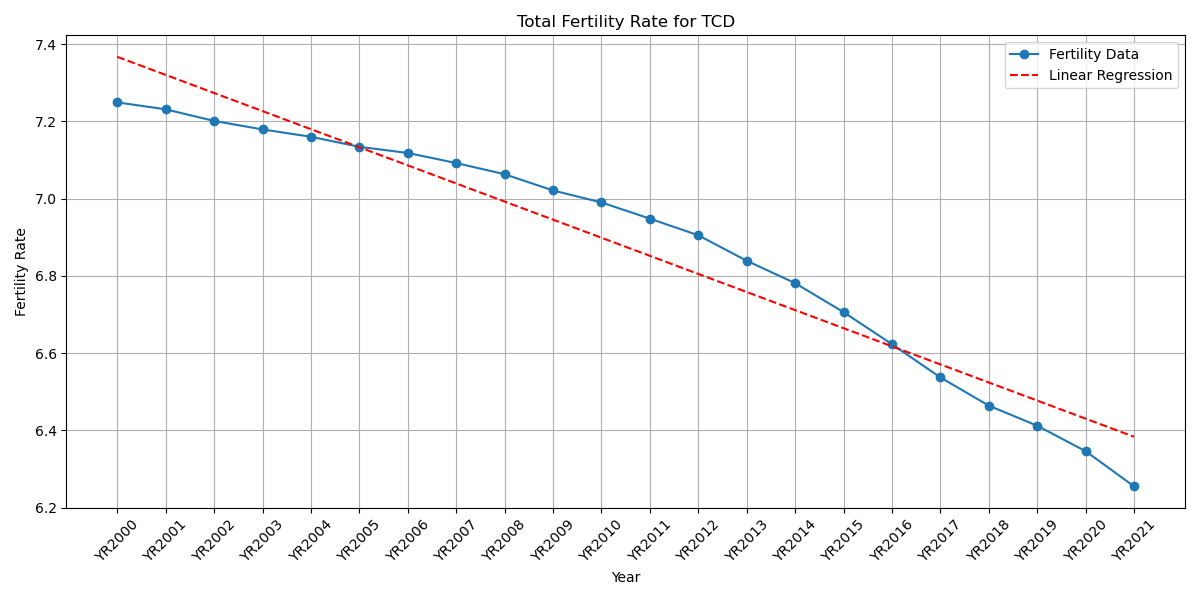 Total Fertility Rate for TCD
Fertility Data
Linear Regression
Fertility Rate
7.4
7.2
7.0
6.8
6.6
6.4
6.2
YR2000
YR2001
YR2002
YR2003
YR2004
YR2005
YR2006
YR2007
YR2008
YR2009
YR2010
YR2011
YR2012
YR2013
YR2014
YR2015
YR2016
YR2017
YR2018
YR2019
YR2020
YR2021
Year